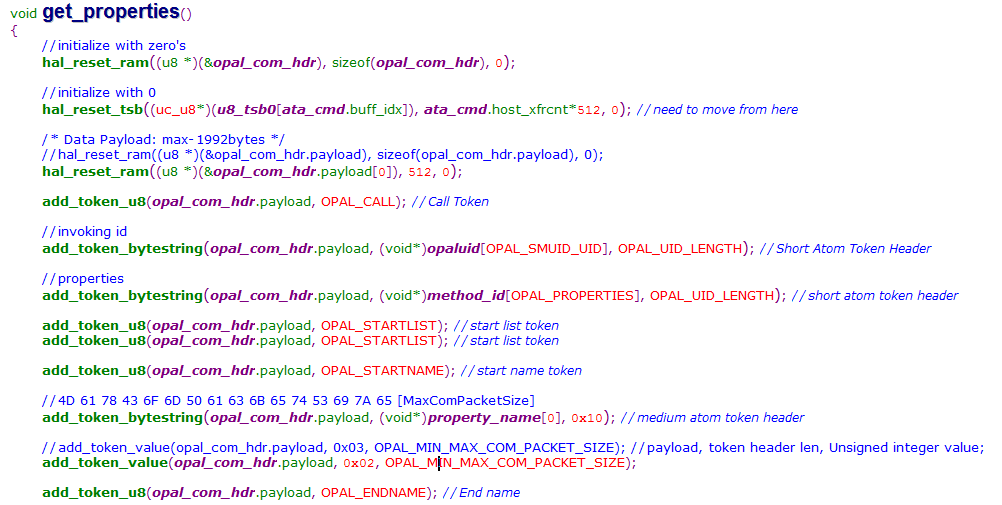 void get_properties()
{
//initialize with zero's
hal_reset_ram((u8 *)(&opal_com_hdr), sizeof(opal_com_hdr), 0);
//initialize with 0
hal_reset_tsb((uc_u8*)(u8_tsb0[ata_cmd.buff_idx]), ata_cmd.host_xfrcnt*512, 0); //need to move from here
/* Data Payload: max-1992bytes */
//hal_reset_ram((u8 *)(&opal_com_hdr.payload), sizeof(opal_com_hdr.payload), 0);
hal_reset_ram((u8 *)(&opal_com_hdr.payload[0]), 512, 0);
add_token_u8(opal_com_hdr.payload, OPAL_CALL); //Call Token
//invoking id
add_token_bytestring(opal_com_hdr.payload, (void*)opaluid[OPAL_SMUID_UID], OPAL_UID_LENGTH); //Short Atom Token Header
//properties
add_token_bytestring(opal_com_hdr.payload, (void*)method_id[OPAL_PROPERTIES], OPAL_UID_LENGTH); //short atom token header
add_token_u8(opal_com_hdr.payload, OPAL_STARTLIST); //start list token
add_token_u8(opal_com_hdr.payload, OPAL_STARTLIST); //start list token
add_token_u8(opal_com_hdr.payload, OPAL_STARTNAME); //start name token
//4D 61 78 43 6F 6D 50 61 63 6B 65 74 53 69 7A 65 [MaxComPacketSize]
add_token_bytestring(opal_com_hdr.payload, (void*)property_name[0], 0x10); //medium atom token header
//add_token_value(opal_com_hdr.payload, 0x03, OPAL_MIN_MAX_COM_PACKET_SIZE); //payload, token header len, Unsigned integer value;
add_token_value(opal_com_hdr.payload, 0x02, OPAL_MIN_MAX_COM_PACKET_SIZE);
add_token_u8(opal_com_hdr.payload, OPAL_ENDNAME); //End name